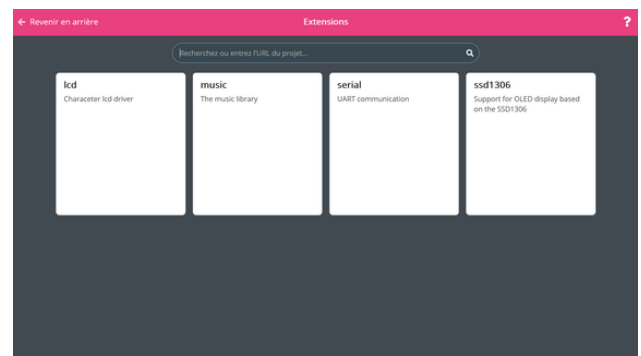 Revenir en arrière
Extensions
?
Recherchez ou entrez l'URL du projet...
lcd
Characeter lcd driver
music
The music library
serial
UART communication
ssd1306
Support for OLED display based
on the SSD1306